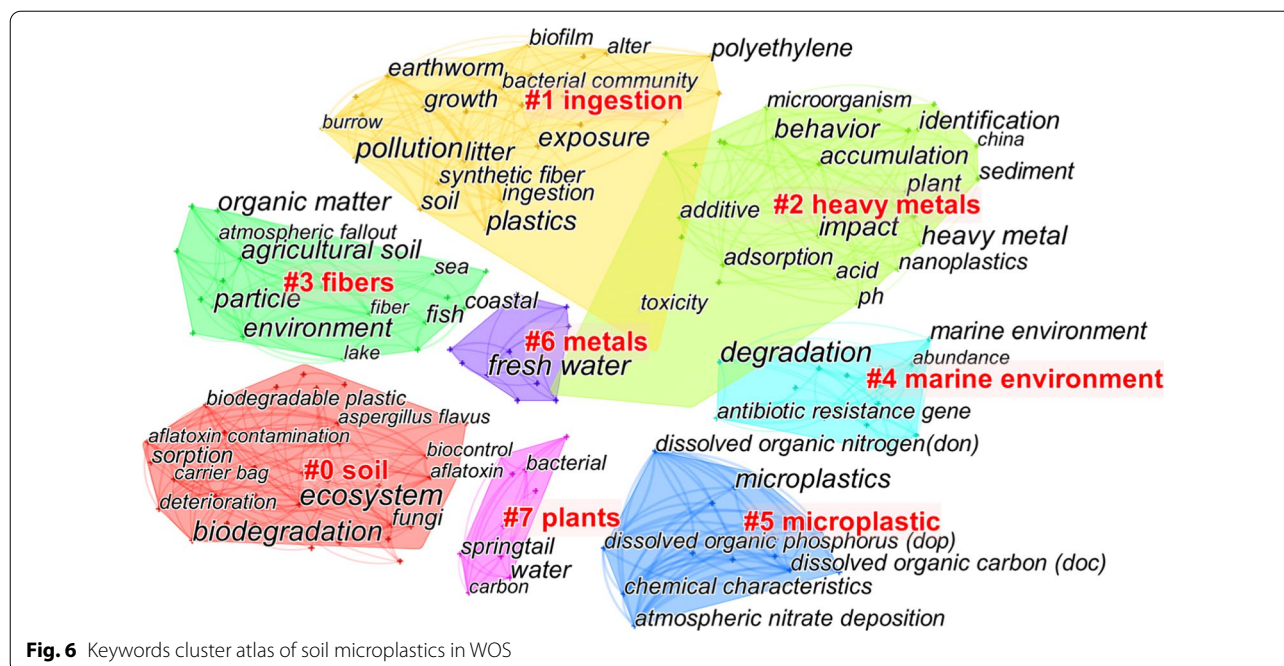 biofilm
alter
polyethylene
earthworm
bacterial community
growth
#1 ingestion
burrow
exposure
pollution
litter
synthetic fiber
ingestion
soil
plastics
microorganism
behavior
identification
china
accumulation
sediment
plant
additive
#2 heavy metals
impact
heavy metal
adsorption
acid
nanoplastics
ph
toxicity
organic matter
atmospheric fallout
agricultural soil
sea
#3 fibers
particle
fiber
fish
environment
lake
coastal
#6 metals
fresh water
marine environment
degradation
abundance
#4 marine environment
antibiotic resistance gene
biodegradable plastic
aspergillus flavus
aflatoxin contamination
biocontrol
sorption
carrier bag
#0 soil
aflatoxin
deterioration
ecosystem
fungi
biodegradation
bacterial
#7 plants
springtail
water
carbon
dissolved organic nitrogen(don)
microplastics
#5 microplastic
dissolved organic phosphorus (dop)
dissolved organic carbon (doc)
chemical characteristics
atmospheric nitrate deposition
Fig. 6 Keywords cluster atlas of soil microplastics in WOS